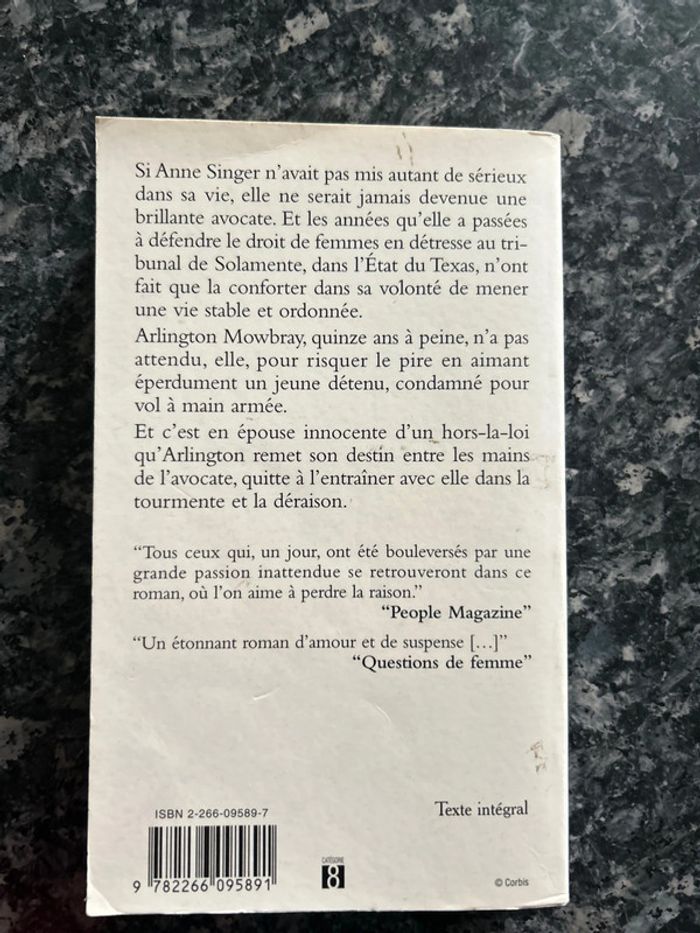 Si Anne Singer n'avait pas mis autant de sérieux
dans sa vie, elle ne serait jamais devenue une
brillante avocate. Et les années qu'elle a passées
à défendre le droit de femmes en détresse au tri-
bunal de Solamente, dans l'État du Texas, n'ont
fait que la conforter dans sa volonté de mener
une vie stable et ordonnée.
Arlington Mowbray, quinze ans à peine, n'a pas
attendu, elle, pour risquer le pire en aimant
éperdument un jeune détenu, condamné pour
vol à main armée.
Et c'est en épouse innocente d'un hors-la-loi
qu'Arlington remet son destin entre les mains
de l'avocate, quitte à l'entraîner avec elle dans la
tourmente et la déraison.
"Tous ceux qui, un jour, ont été bouleversés par une
grande passion inattendue se retrouveront dans ce
roman, où l'on aime à perdre la raison."
"People Magazine"
"Un étonnant roman d'amour et de suspense [...]"
"Questions de femme"
ISBN 2-266-09589-7
Texte intégral
9 782266 095891
CATÉGORIE
8
© Corbis